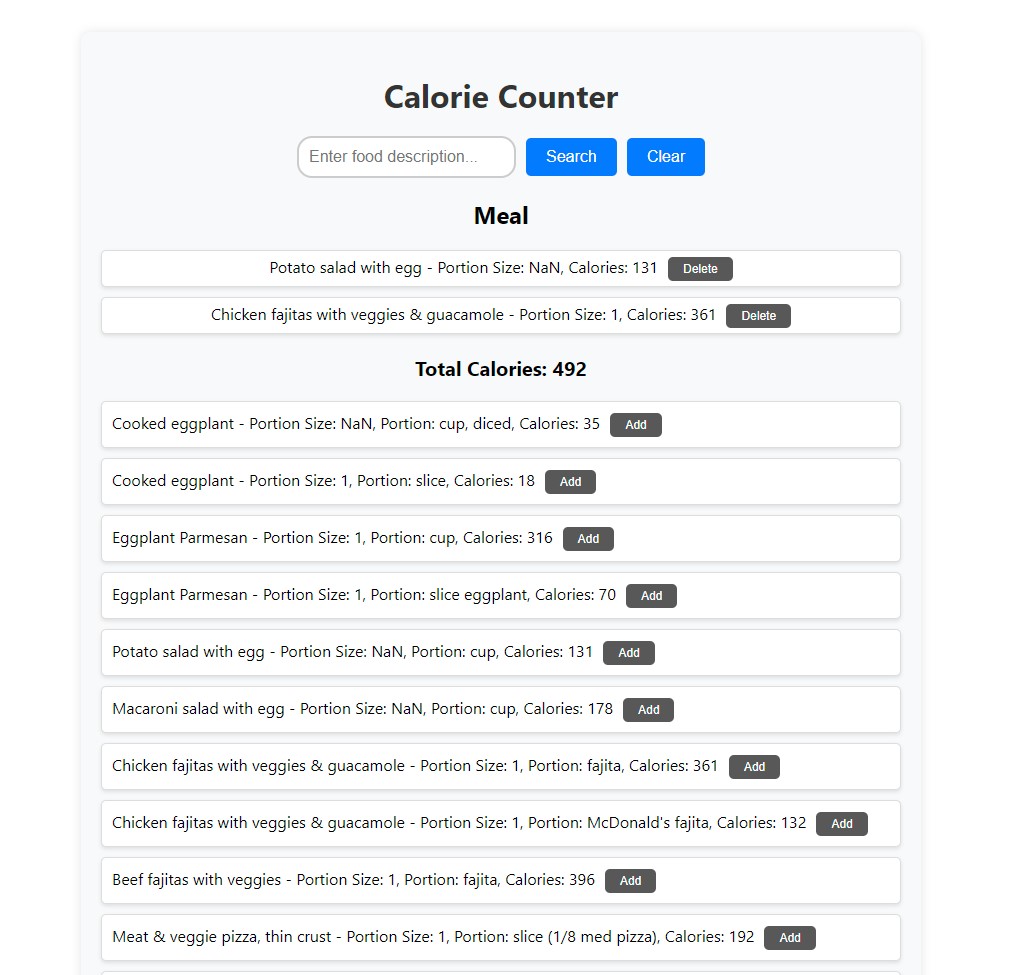 Calorie Counter
Enter food description...
Search
Clear
Meal
Potato salad with egg - Portion Size: NaN, Calories: 131 Delete
Chicken fajitas with veggies & guacamole - Portion Size: 1, Calories: 361 Delete
Total Calories: 492
Cooked eggplant - Portion Size: NaN, Portion: cup, diced, Calories: 35 Add
Cooked eggplant - Portion Size: 1, Portion: slice, Calories: 18 Add
Eggplant Parmesan - Portion Size: 1, Portion: cup, Calories: 316 Add
Eggplant Parmesan - Portion Size: 1, Portion: slice eggplant, Calories: 70 Add
Potato salad with egg - Portion Size: NaN, Portion: cup, Calories: 131 Add
Macaroni salad with egg - Portion Size: NaN, Portion: cup, Calories: 178 Add
Chicken fajitas with veggies & guacamole - Portion Size: 1, Portion: fajita, Calories: 361 Add
Chicken fajitas with veggies & guacamole - Portion Size: 1, Portion: McDonald's fajita, Calories: 132 Add
Beef fajitas with veggies - Portion Size: 1, Portion: fajita, Calories: 396 Add
Meat & veggie pizza, thin crust - Portion Size: 1, Portion: slice (1/8 med pizza), Calories: 192 Add